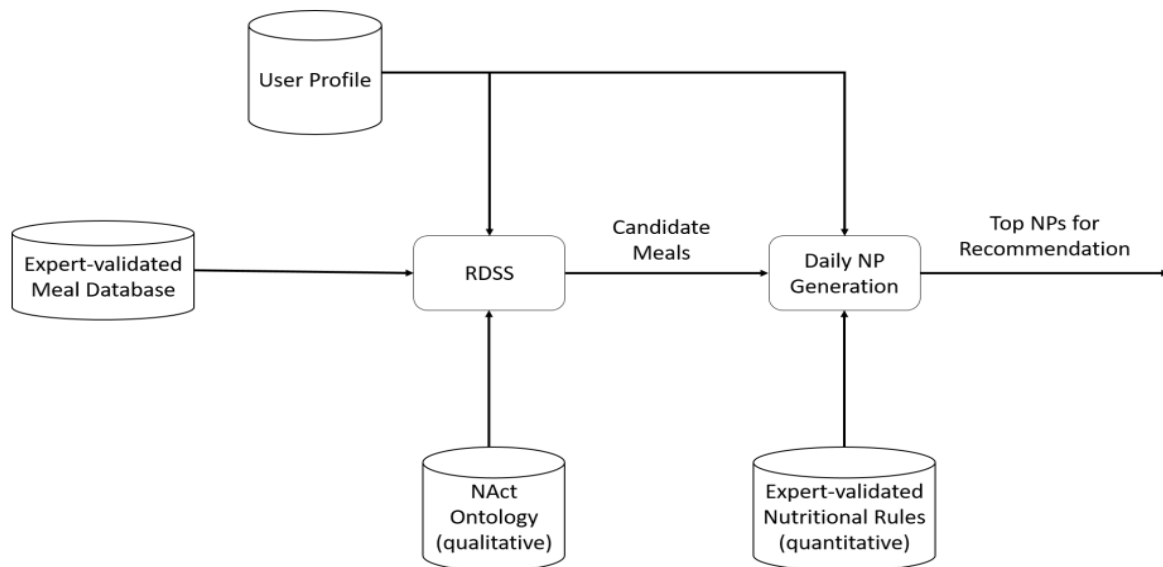 User Profile
Candidate
Meals
Top NPs for
Recommendation
Expert-validated
Meal Database
RDSS
Daily NP
Generation
NAct
Ontology
(qualitative)
Expert-validated
Nutritional Rules
(quantitative)